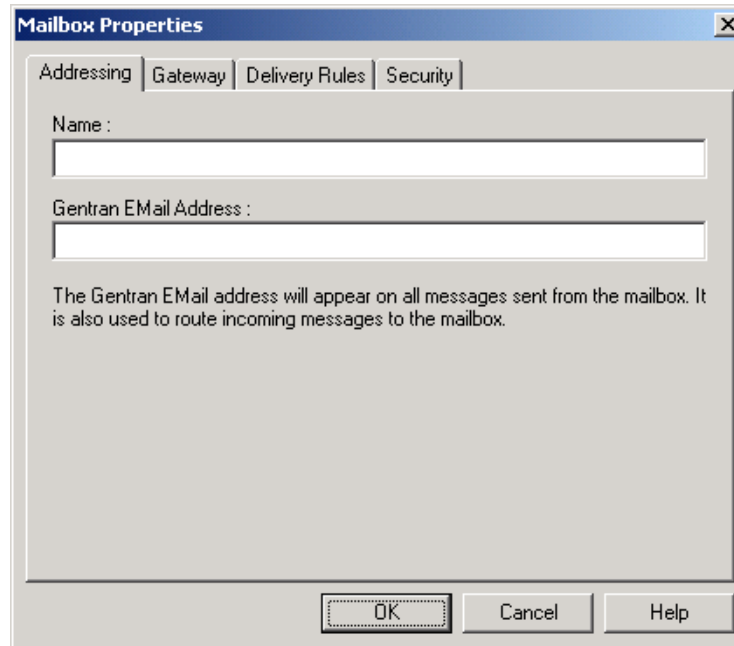 Mailbox Properties
Addressing Gateway Delivery Rules Security
Name :
Gentran EMail Address :
The Gentran EMail address will appear on all messages sent from the mailbox. It
is also used to route incoming messages to the mailbox.
OK Cancel Help